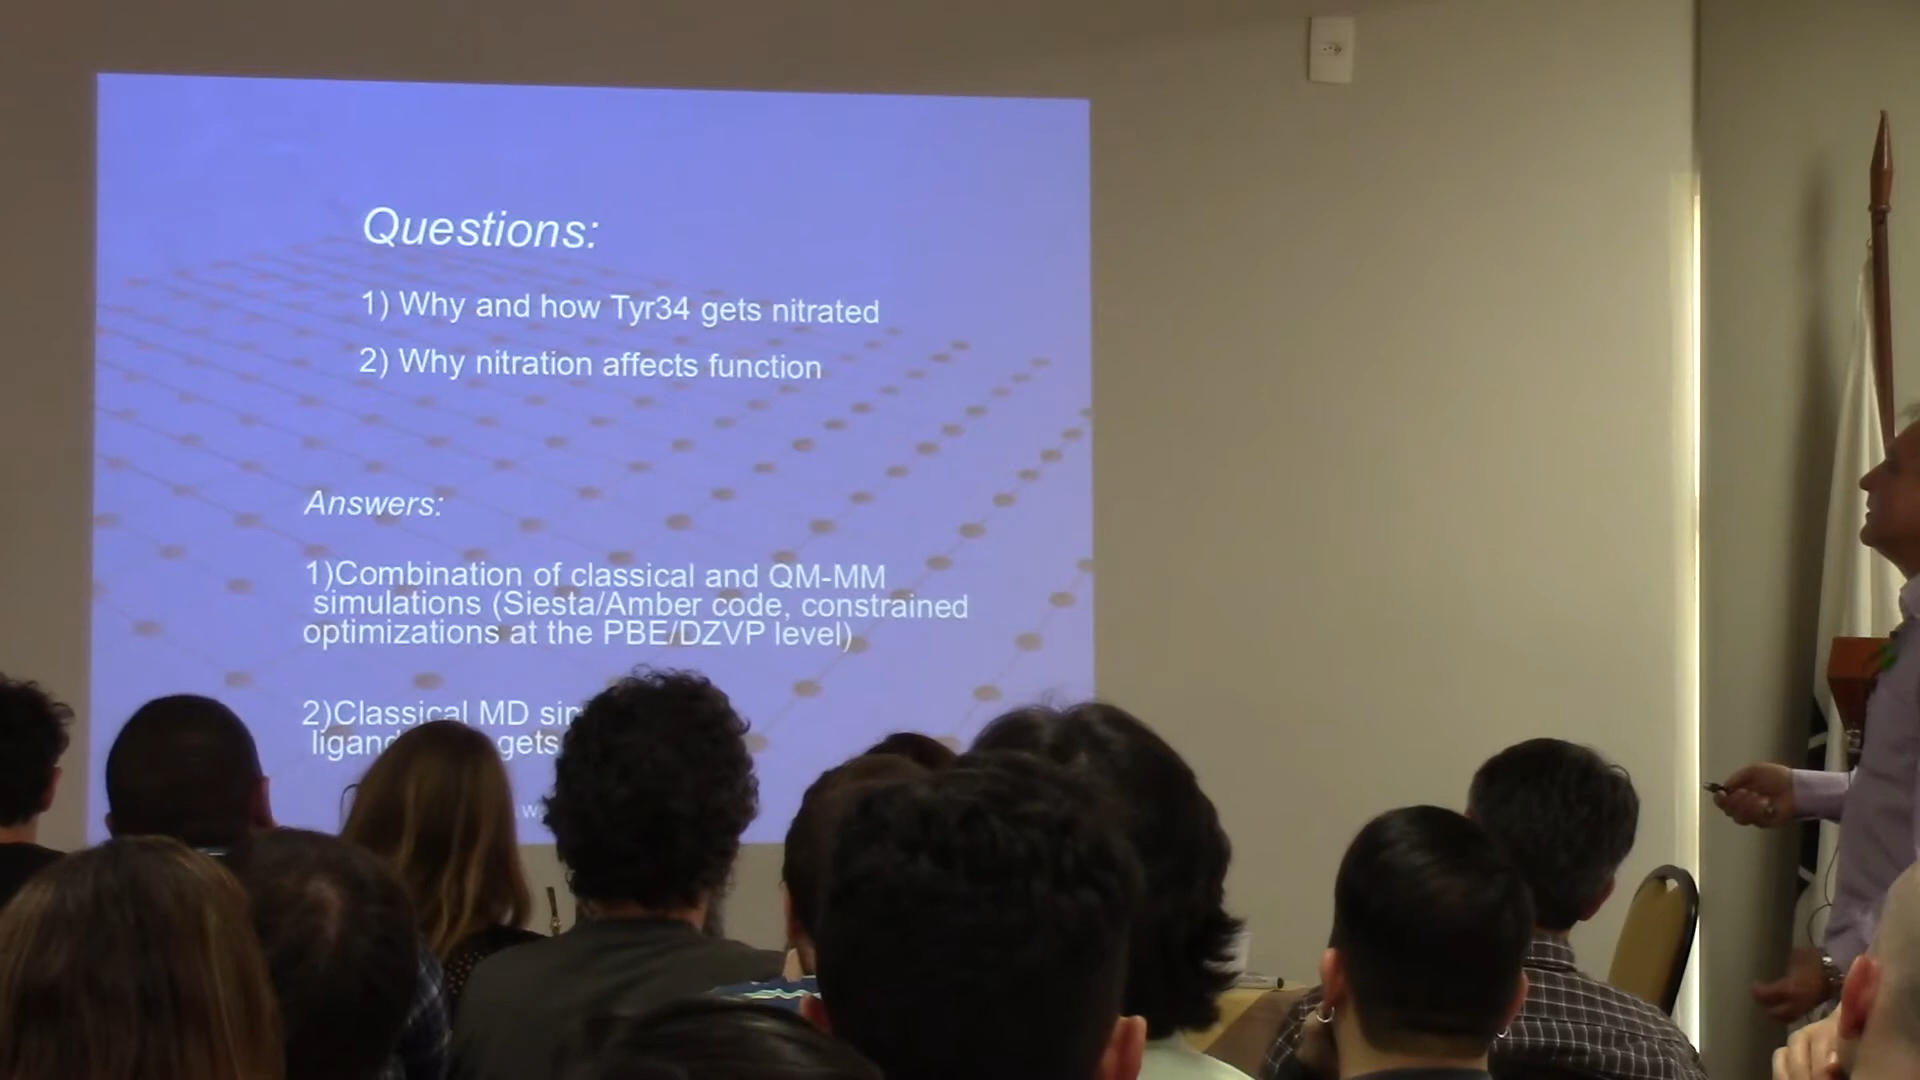 Questions:
1) Why and how Tyr34 gets nitrated
2) Why nitration affects function
Answers:
1)Combination of classical and QM-MM
simulations (Siesta/Amber code, constrained
optimizations at the PBE/DZVP level)
2)Classical MD
gets